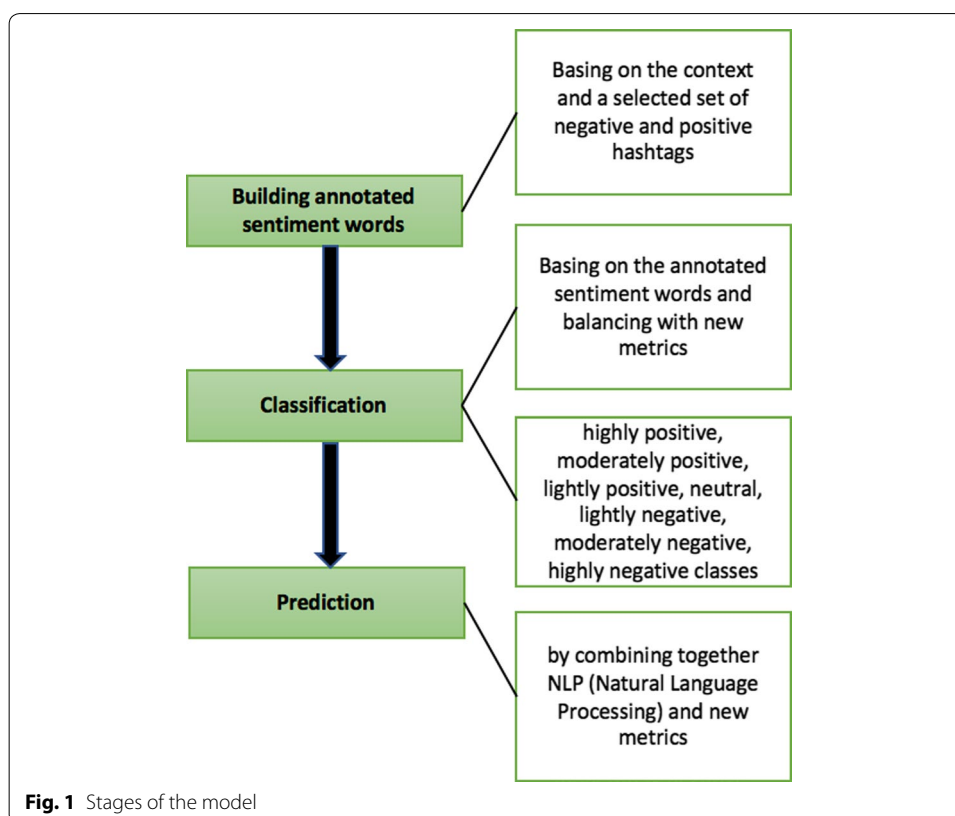 Basing on the context
and a selected set of
negative and positive
hashtags
Building annotated
sentiment words
Basing on the annotated
sentiment words and
balancing with new
metrics
Classification
highly positive,
moderately positive,
lightly positive, neutral,
lightly negative,
moderately negative,
highly negative classes
Prediction
by combining together
NLP (Natural Language
Processing) and new
metrics
Fig. 1 Stages of the model